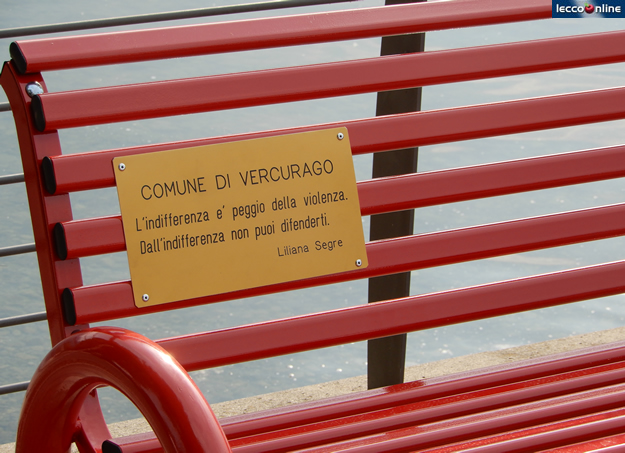 leccoonline
COMUNE DI VERCURAGO
L'indifferenza e' peggio della violenza.
Dall'indifferenza non puoi difenderti.
Liliana Segre